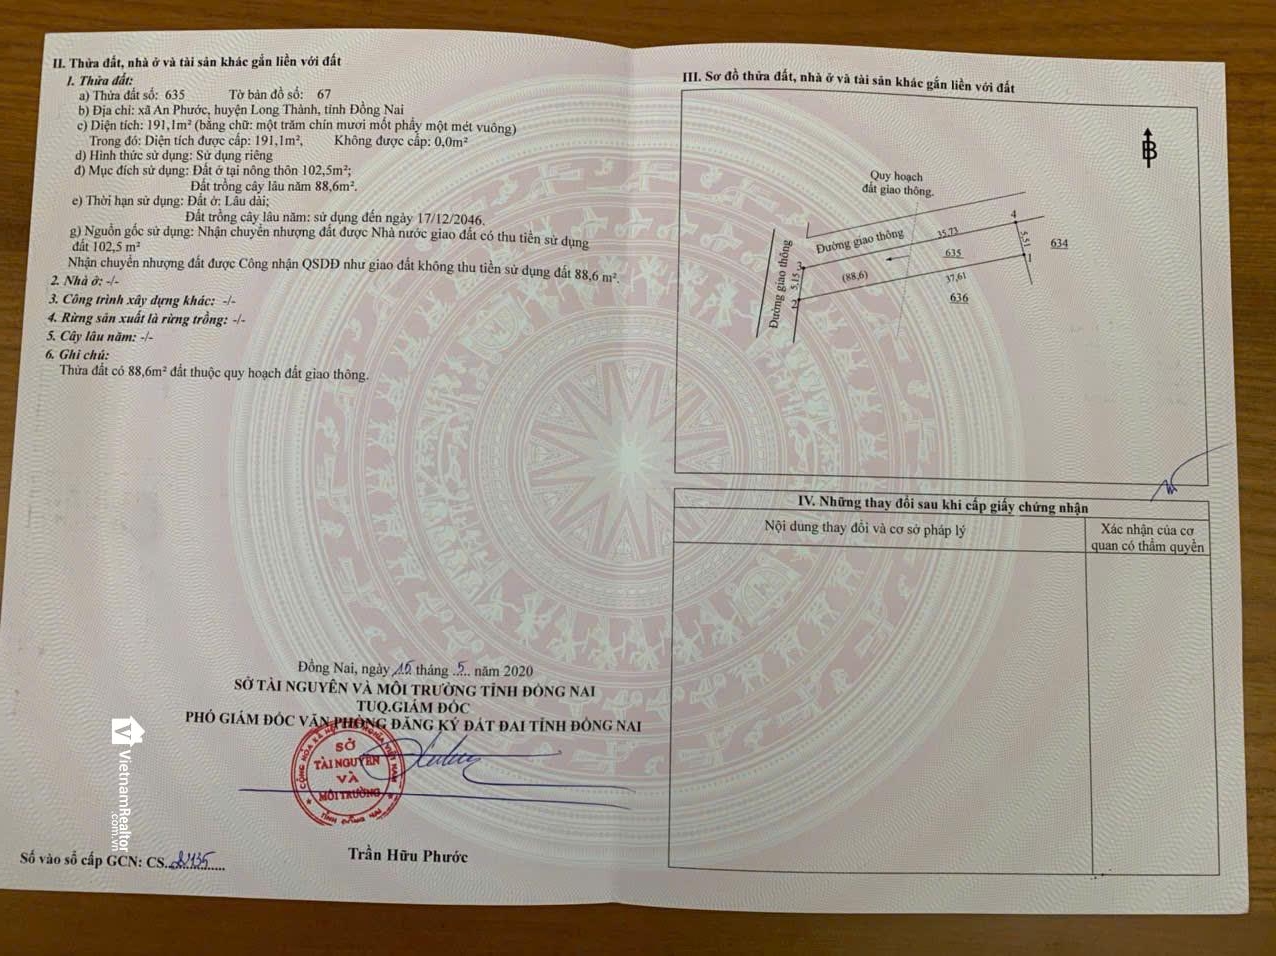 II. Thửa đất, nhà ở và tài sản khác gắn liền với đất
1. Thửa đất:
a) Thửa đất số: 635 Tờ bản đồ số: 67
b) Địa chỉ: xã An Phước, huyện Long Thành, tỉnh Đồng Nai
c) Diện tích: 191,1m² (bằng chữ: một trăm chín mươi mốt phẩy một mét vuông)
Trong đó: Diện tích được cấp: 191,1m², Không được cấp: 0,0m²
d) Hình thức sử dụng: Sử dụng riêng
đ) Mục đích sử dụng: Đất ở tại nông thôn 102,5m²;
Đất trồng cây lâu năm 88,6m².
e) Thời hạn sử dụng: Đất ở: Lâu dài;
Đất trồng cây lâu năm: sử dụng đến ngày 17/12/2046.
g) Nguồn gốc sử dụng: Nhận chuyển nhượng đất được Nhà nước giao đất có thu tiền sử dụng
đất 102,5 m²
Nhận chuyển nhượng đất được Công nhận QSDĐ như giao đất không thu tiền sử dụng đất 88,6 m².
2. Nhà ở: -/-
3. Công trình xây dựng khác: -/-
4. Rừng sản xuất là rừng trồng: -/-
5. Cây lâu năm: -/-
6. Ghi chú:
Thửa đất có 88,6m² đất thuộc quy hoạch đất giao thông.
Đồng Nai, ngày 15 tháng 5 năm 2020
SỞ TÀI NGUYÊN VÀ MÔI TRƯỜNG TỈNH ĐỒNG NAI
TUQ.GIÁM ĐỐC
PHÓ GIÁM ĐỐC VĂN PHÒNG ĐĂNG KÝ ĐẤT ĐAI TỈNH ĐỒNG NAI
SỞ
TÀI NGUYÊN
VÀ
MÔI TRƯỜNG
TỈNH ĐỒNG NAI
Trần Hữu Phước
Số vào sổ cấp GCN: CS
VietnamRealtor
.com.vn
III. Sơ đồ thửa đất, nhà ở và tài sản khác gắn liền với đất
B
Quy hoạch
đất giao thông.
Đường giao thông
Đường giao thông
4
35.73
5.51
634
635
1
3
5.15
(88,6)
37,61
2
636
IV. Những thay đổi sau khi cấp giấy chứng nhận
Nội dung thay đổi và cơ sở pháp lý
Xác nhận của cơ
quan có thẩm quyền